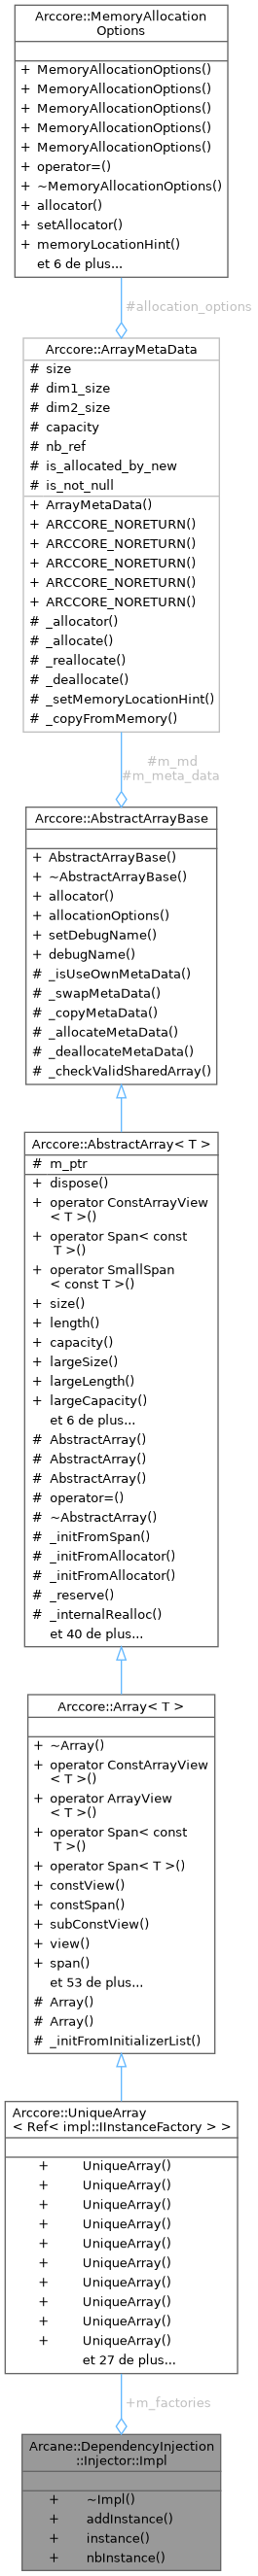 Arccore::MemoryAllocation
Options
+ MemoryAllocationOptions()
+ MemoryAllocationOptions()
+ MemoryAllocationOptions()
+ MemoryAllocationOptions()
+ MemoryAllocationOptions()
+ operator=()
+ ~MemoryAllocationOptions()
+ allocator()
+ setAllocator()
+ memoryLocationHint()
et 6 de plus...
#allocation_options
Arccore::ArrayMetaData
# size
# dim1_size
# dim2_size
# capacity
# nb_ref
# is_allocated_by_new
# is_not_null
+ ArrayMetaData()
+ ARCCORE_NORETURN()
+ ARCCORE_NORETURN()
+ ARCCORE_NORETURN()
+ ARCCORE_NORETURN()
+ ARCCORE_NORETURN()
# _allocator()
# _allocate()
# _reallocate()
# _deallocate()
# _setMemoryLocationHint()
# _copyFromMemory()
#m_md
#m_meta_data
Arccore::AbstractArrayBase
+ AbstractArrayBase()
+ ~AbstractArrayBase()
+ allocator()
+ allocationOptions()
+ setDebugName()
+ debugName()
# _isUseOwnMetaData()
# _swapMetaData()
# _copyMetaData()
# _allocateMetaData()
# _deallocateMetaData()
# _checkValidSharedArray()
Arccore::AbstractArray< T >
# m_ptr
+ dispose()
+ operator ConstArrayView
< T >()
+ operator Span< const
T >()
+ operator SmallSpan
< const T >()
+ size()
+ length()
+ capacity()
+ largeSize()
+ largeLength()
+ largeCapacity()
et 6 de plus...
# AbstractArray()
# AbstractArray()
# AbstractArray()
# operator=()
# ~AbstractArray()
# _initFromSpan()
# _initFromAllocator()
# _initFromAllocator()
# _reserve()
# _internalRealloc()
et 40 de plus...
Arccore::Array< T >
+ ~Array()
+ operator ConstArrayView
< T >()
+ operator ArrayView
< T >()
+ operator Span< const
T >()
+ operator Span< T >()
+ constView()
+ constSpan()
+ subConstView()
+ view()
+ span()
et 53 de plus...
# Array()
# Array()
# _initFromInitializerList()
Arccore::UniqueArray
< Ref< impl::IInstanceFactory > >
+ UniqueArray()
+ UniqueArray()
+ UniqueArray()
+ UniqueArray()
+ UniqueArray()
+ UniqueArray()
+ UniqueArray()
+ UniqueArray()
+ UniqueArray()
+ UniqueArray()
et 27 de plus...
+m_factories
Arcane::DependencyInjection
::Injector::Impl
+ ~Impl()
+ addInstance()
+ instance()
+ nbInstance()